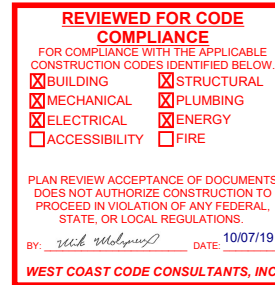 REVIEWED FOR CODE
COMPLIANCE
FOR COMPLIANCE WITH THE APPLICABLE
CONSTRUCTION CODES IDENTIFIED BELOW.
X BUILDING X STRUCTURAL
X MECHANICAL X PLUMBING
X ELECTRICAL X ENERGY
ACCESSIBILITY FIRE
PLAN REVIEW ACCEPTANCE OF DOCUMENTS
DOES NOT AUTHORIZE CONSTRUCTION TO
PROCEED IN VIOLATION OF ANY FEDERAL,
STATE, OR LOCAL REGULATIONS.
BY: Mik Molyneux DATE: 10/07/19
WEST COAST CODE CONSULTANTS, INC